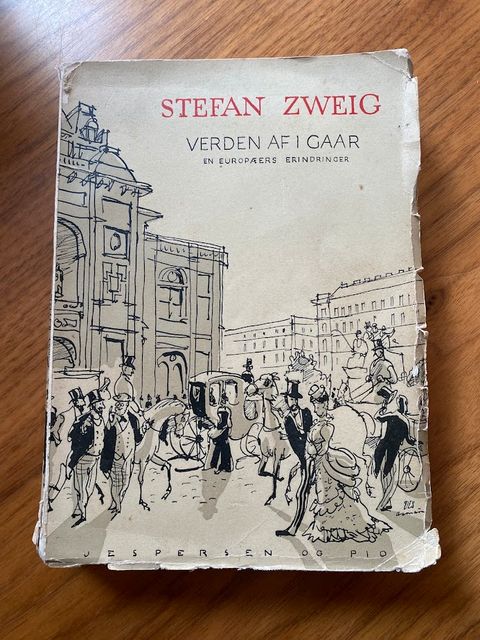 STEFAN ZWEIG
VERDEN AF I GAAR
EN EUROPÆERS ERINDRINGER
JESPERSEN OG PIO